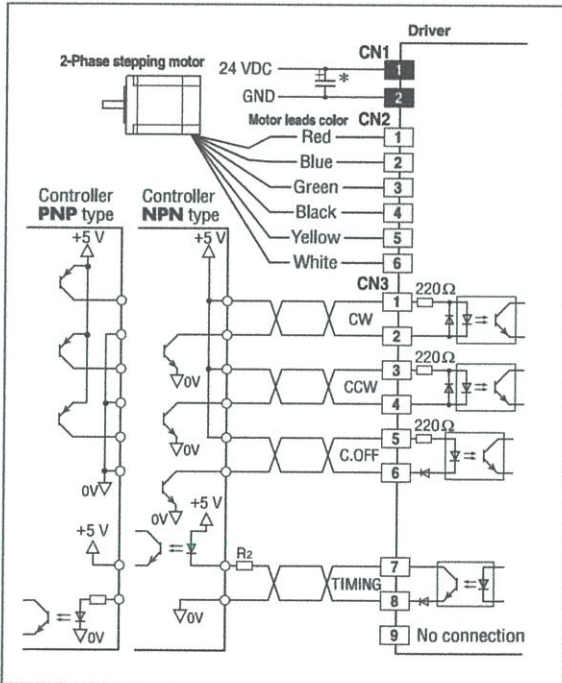 Driver
CN1
2-Phase stepping motor
24 VDC
*
1
GND
2
Motor leads color
CN2
Red
1
Blue
2
Green
3
Black
4
Yellow
5
White
6
Controller
PNP type
+5 V
Controller
NPN type
+5 V
CN3
1
220Ω
CW
2
0V
3
220Ω
CCW
4
0V
5
220Ω
C.OFF
6
0V
0V
+5 V
+5 V
R2
7
TIMING
8
0V
0V
9
No connection